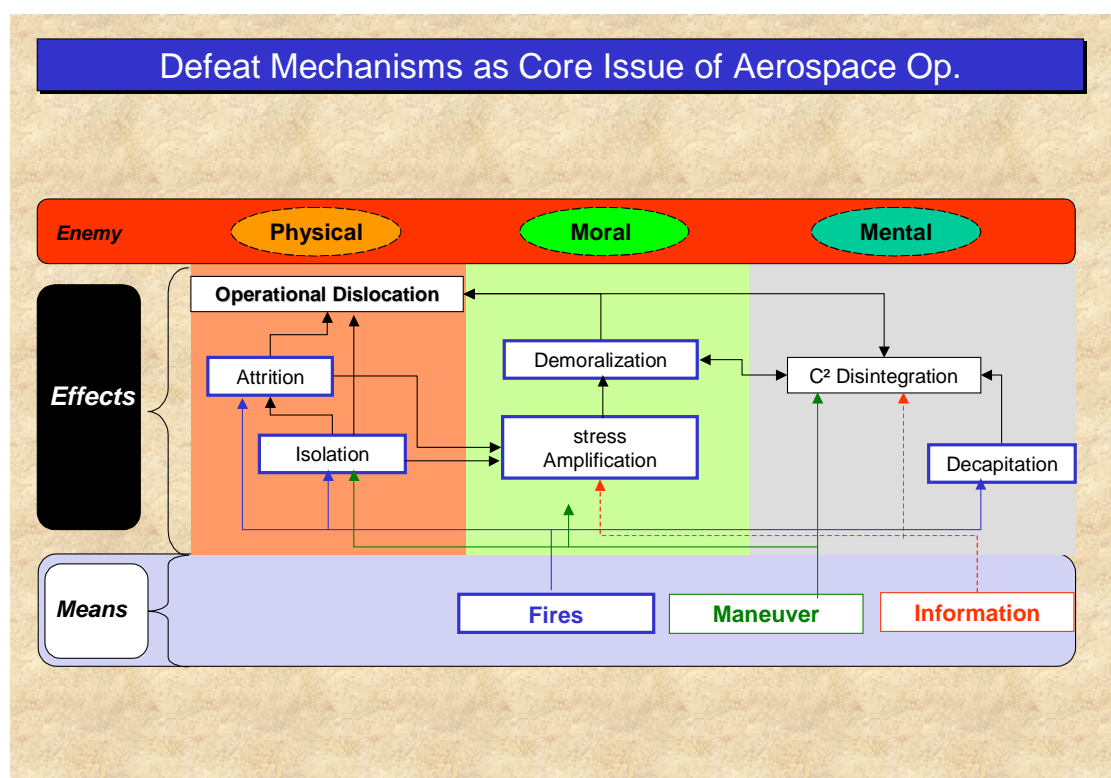 Defeat Mechanisms as Core Issue of Aerospace Op.
Enemy
Physical
Moral
Mental
Operational Dislocation
Effects
Attrition
Demoralization
C² Disintegration
Isolation
stress
Amplification
Decapitation
Means
Fires
Maneuver
Information